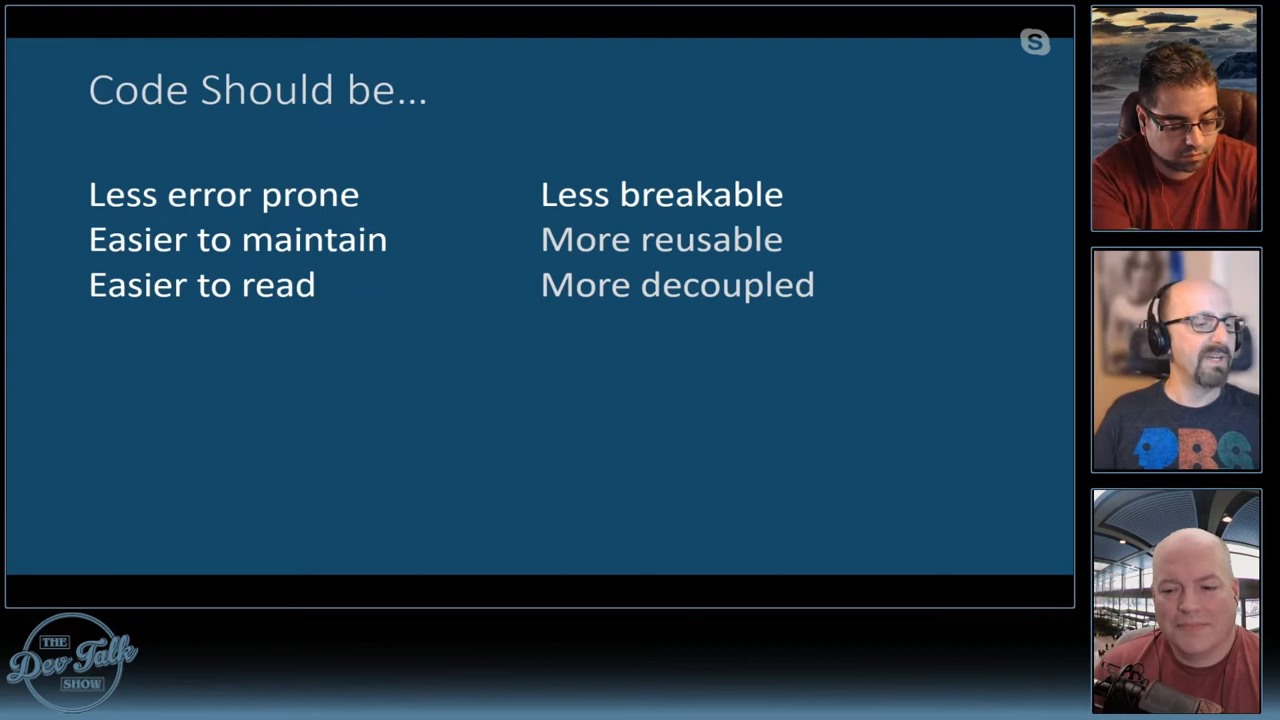 Code Should be...
Less error prone
Easier to maintain
Easier to read
Less breakable
More reusable
More decoupled
S
PBS
THE
Dev Talk
SHOW